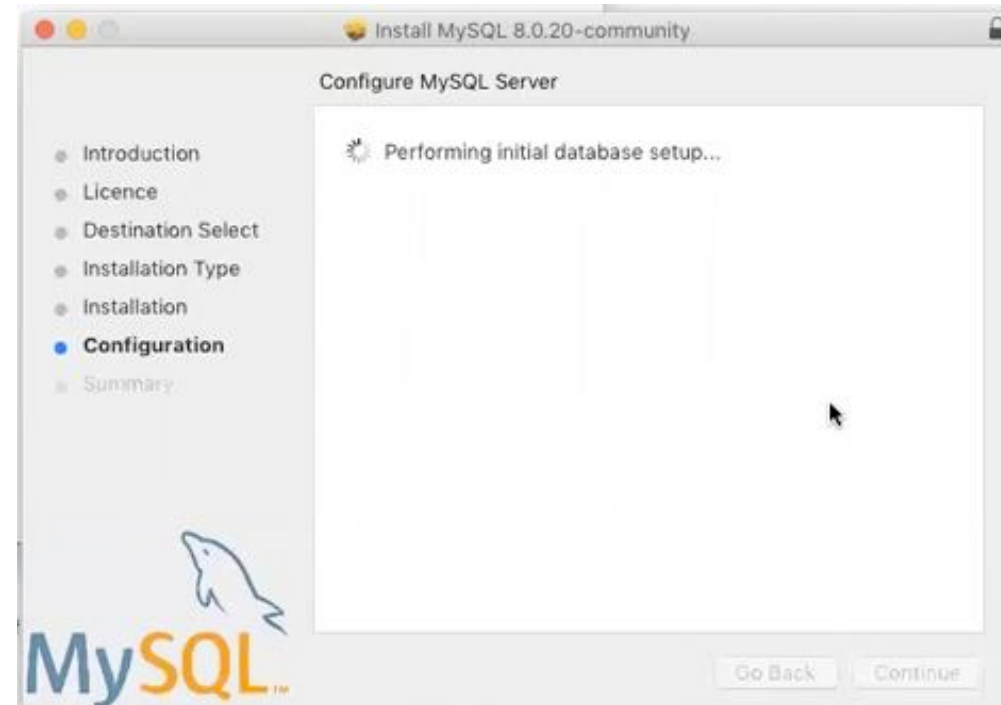 Install MySQL 8.0.20-community
Configure MySQL Server
Introduction
Licence
Destination Select
Installation Type
Installation
Configuration
Summary
Performing initial database setup...
MySQL™
Go Back
Continue